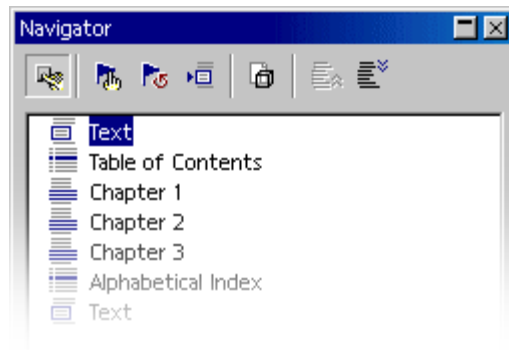 Navigator
Text
Table of Contents
Chapter 1
Chapter 2
Chapter 3
Alphabetical Index
Text